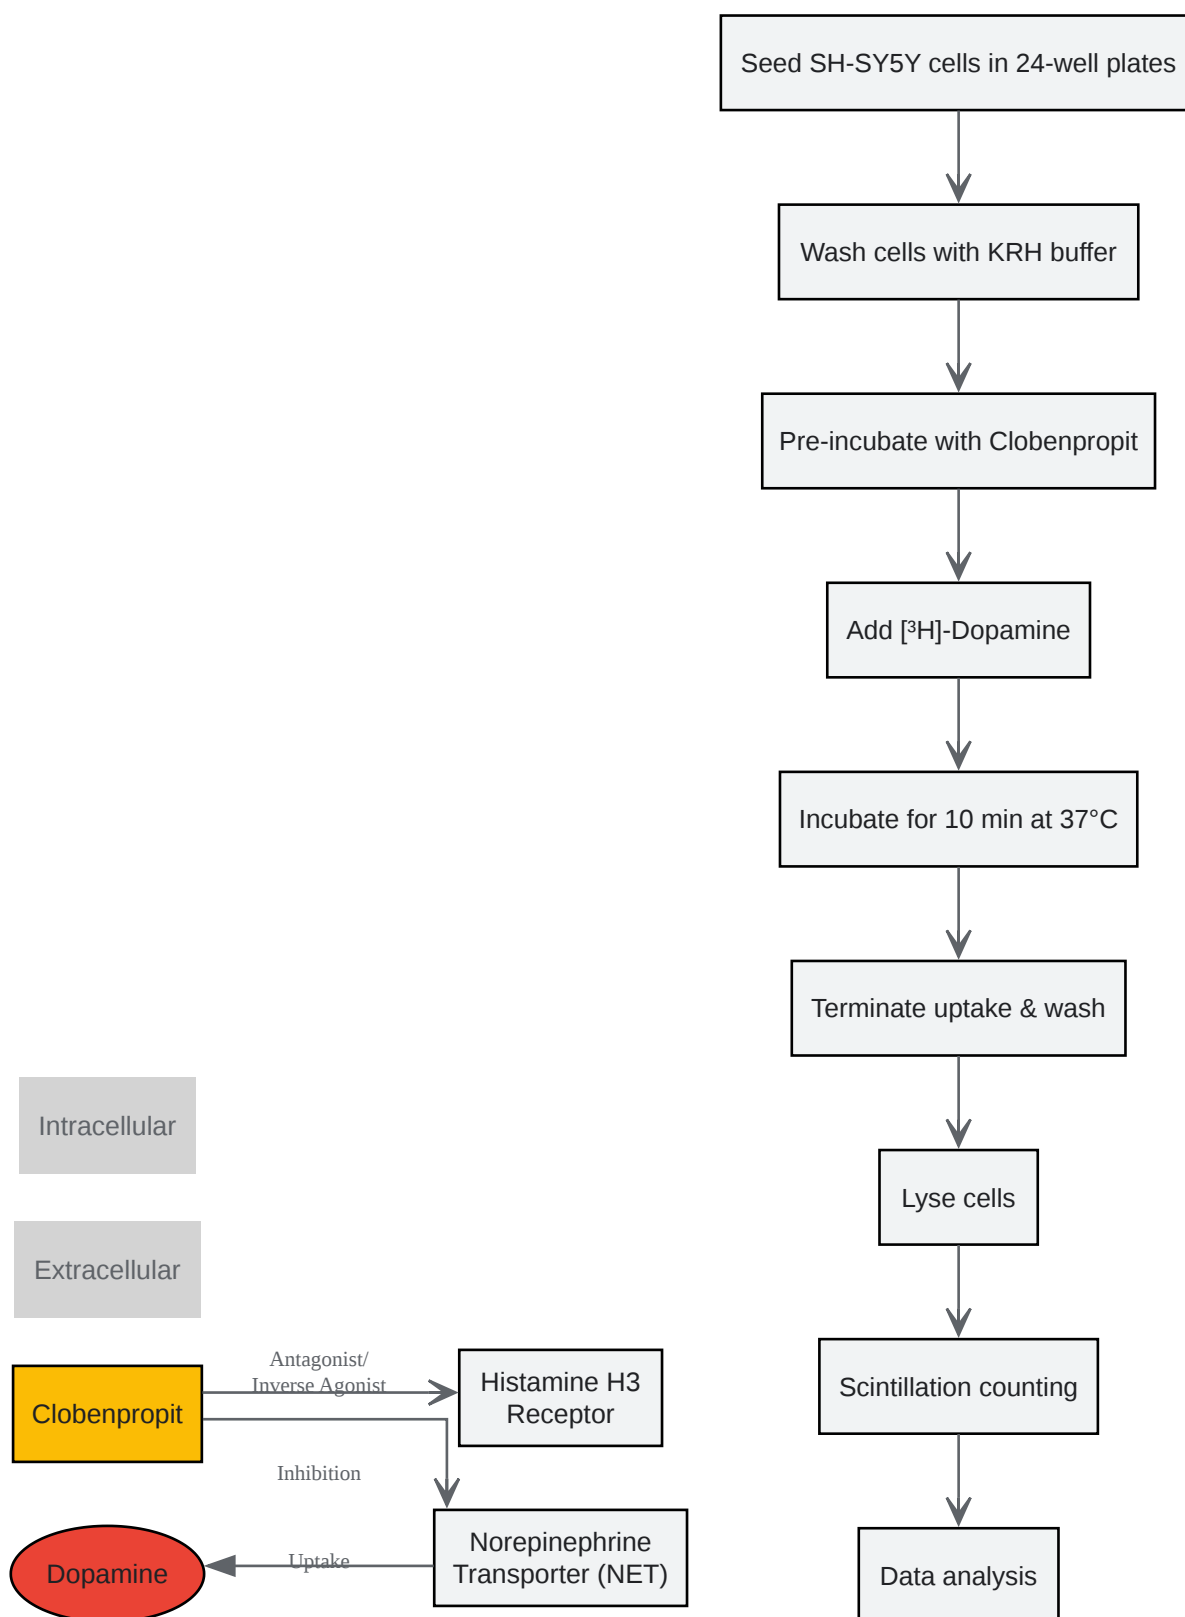 Seed SH-SY5Y cells in 24-well plates
Wash cells with KRH buffer
Pre-incubate with Clobenpropit
Add [³H]-Dopamine
Incubate for 10 min at 37°C
Terminate uptake & wash
Lyse cells
Scintillation counting
Data analysis
Intracellular
Extracellular
Clobenpropit
Antagonist/
Inverse Agonist
Histamine H3
Receptor
Inhibition
Norepinephrine
Transporter (NET)
Uptake
Dopamine